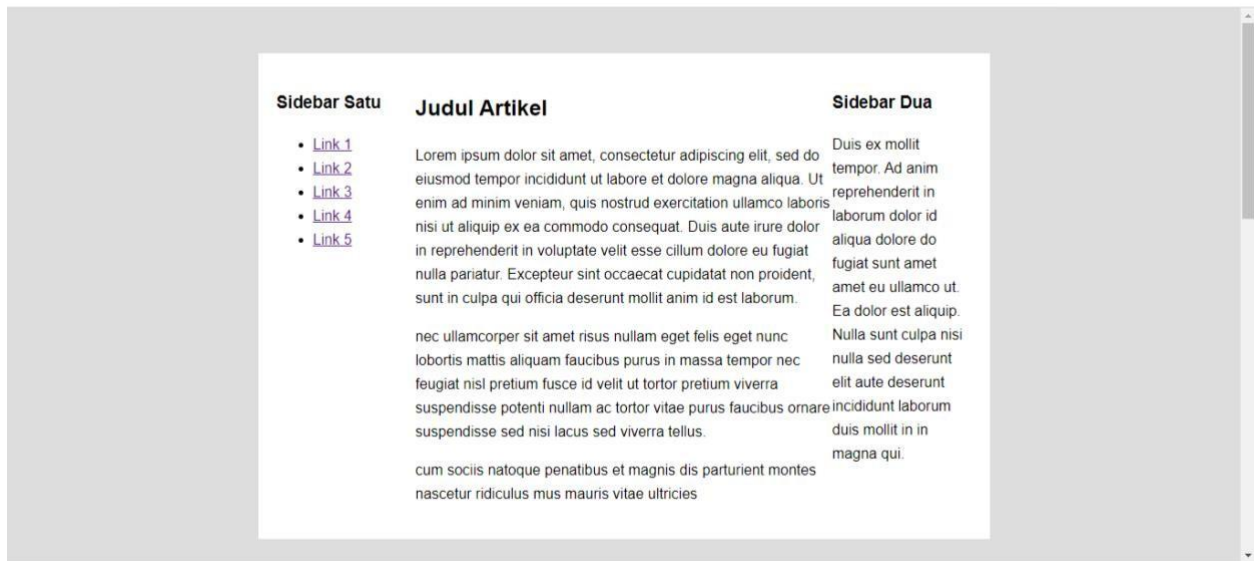 Sidebar Satu
Link 1
Link 2
Link 3
Link 4
Link 5
Judul Artikel
Lorem ipsum dolor sit amet, consectetur adipiscing elit, sed do
eiusmod tempor incididunt ut labore et dolore magna aliqua. Ut
enim ad minim veniam, quis nostrud exercitation ullamco laboris
nisi ut aliquip ex ea commodo consequat. Duis aute irure dolor
in reprehenderit in voluptate velit esse cillum dolore eu fugiat
nulla pariatur. Excepteur sint occaecat cupidatat non proident,
sunt in culpa qui officia deserunt mollit anim id est laborum.
nec ullamcorper sit amet risus nullam eget felis eget nunc
lobortis mattis aliquam faucibus purus in massa tempor nec
feugiat nisl pretium fusce id velit ut tortor pretium viverra
suspendisse potenti nullam ac tortor vitae purus faucibus ornare
suspendisse sed nisi lacus sed viverra tellus.
cum sociis natoque penatibus et magnis dis parturient montes
nascetur ridiculus mus mauris vitae ultricies
Sidebar Dua
Duis ex mollit
tempor. Ad anim
reprehenderit in
laborum dolor id
aliqua dolore do
fugiat sunt amet
amet eu ullamco ut.
Ea dolor est aliquip.
Nulla sunt culpa nisi
nulla sed deserunt
elit aute deserunt
incididunt laborum
duis mollit in in
magna qui.